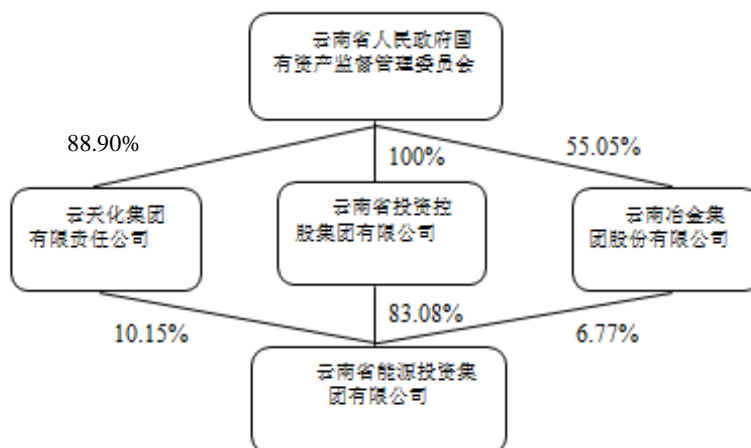 云南省人民政府国
有资产监督管理委员会
88.90%
100%
55.05%
云天化集团
有限责任公司
云南省投资控
股集团有限公司
云南冶金集
团股份有限公司
10.15%
83.08%
6.77%
云南省能源投资集
团有限公司